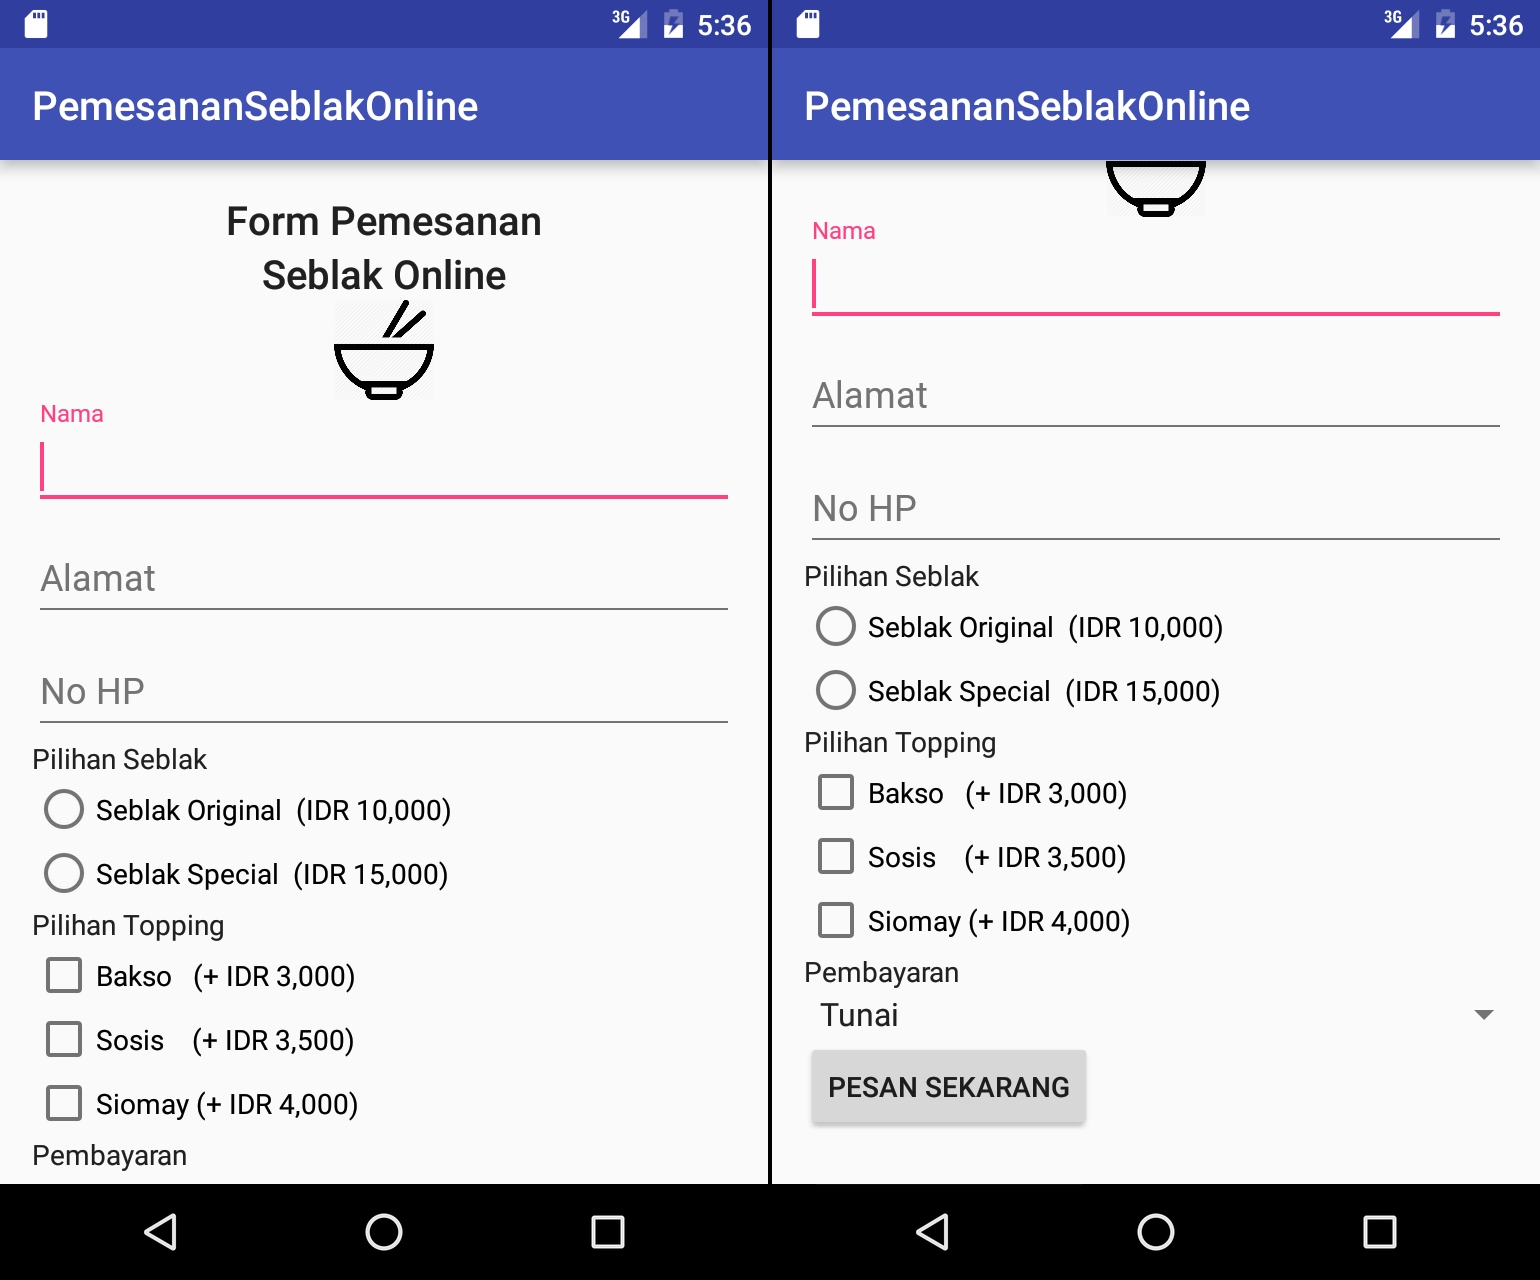 3G 5:36
PemesananSeblakOnline
Form Pemesanan
Seblak Online
Nama
Alamat
No HP
Pilihan Seblak
Seblak Original (IDR 10,000)
Seblak Special (IDR 15,000)
Pilihan Topping
Bakso (+ IDR 3,000)
Sosis (+ IDR 3,500)
Siomay (+ IDR 4,000)
Pembayaran
3G 5:36
PemesananSeblakOnline
Nama
Alamat
No HP
Pilihan Seblak
Seblak Original (IDR 10,000)
Seblak Special (IDR 15,000)
Pilihan Topping
Bakso (+ IDR 3,000)
Sosis (+ IDR 3,500)
Siomay (+ IDR 4,000)
Pembayaran
Tunai
PESAN SEKARANG